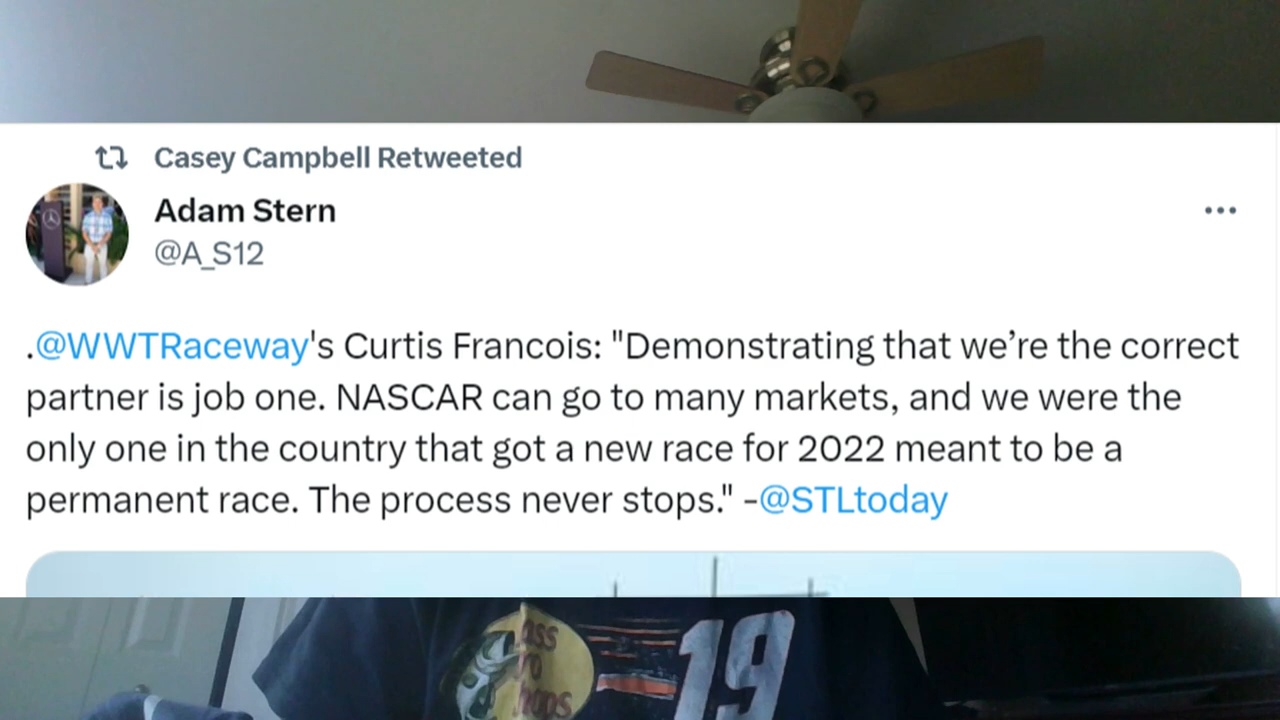 Casey Campbell Retweeted
Adam Stern
@A_S12
.@WWTRaceway's Curtis Francois: "Demonstrating that we’re the correct
partner is job one. NASCAR can go to many markets, and we were the
only one in the country that got a new race for 2022 meant to be a
permanent race. The process never stops." -@STLtoday
19